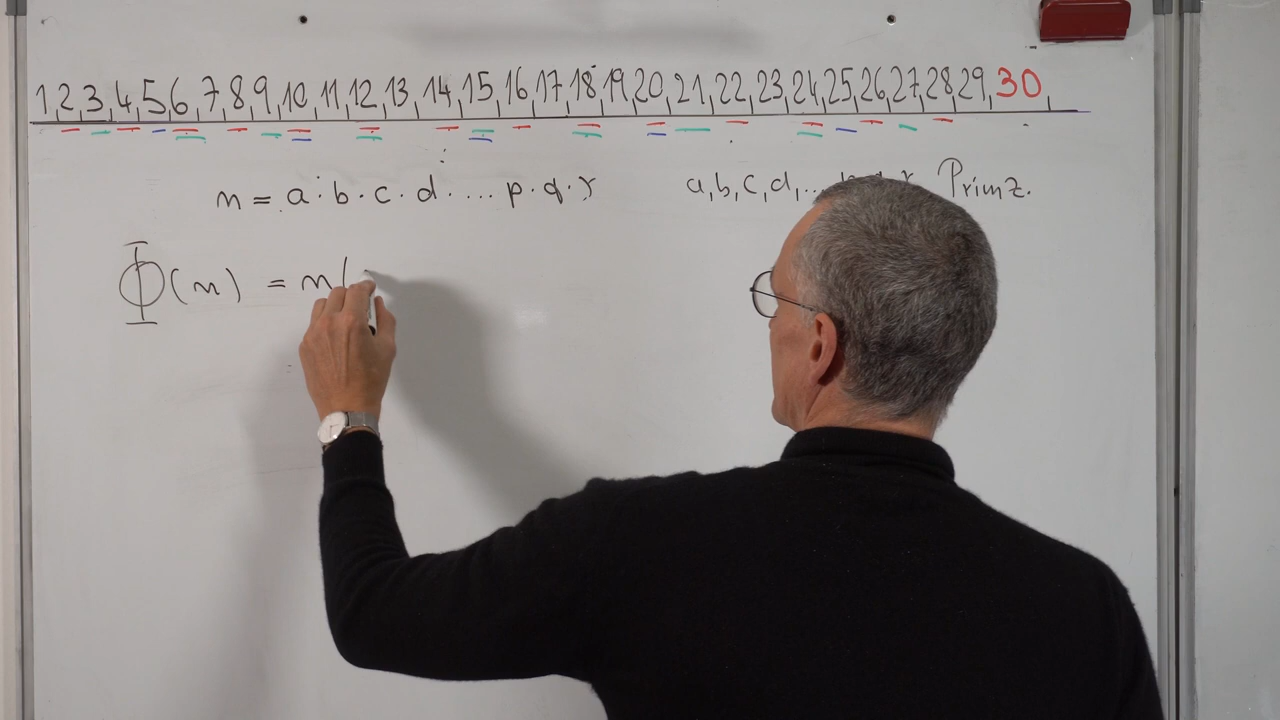 1,2,3,4,5,6,7,8,9,10,11,12,13,14,15,16,17,18,19,20,21,22,23,24,25,26,27,28,29,30,
n = a·b·c·d·...p·q·r a,b,c,d,... Primz.
Φ(n) = n(